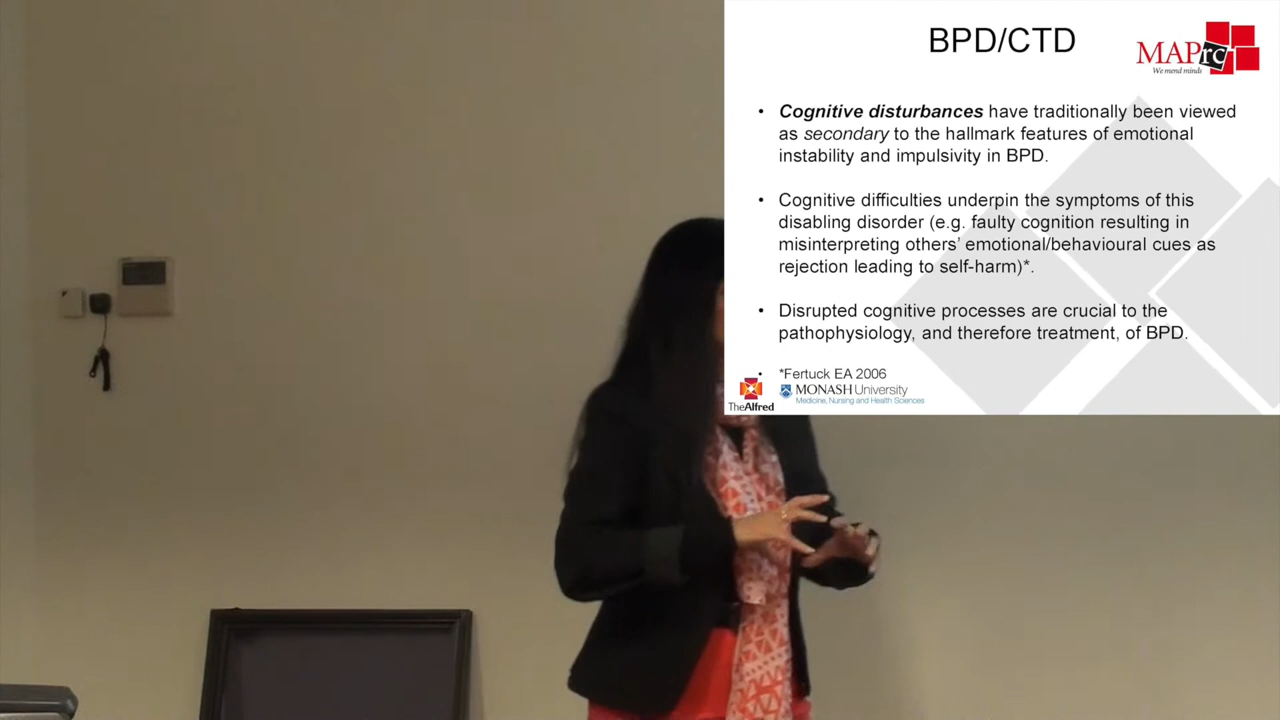 BPD/CTD
MAPrc
We mend minds
• Cognitive disturbances have traditionally been viewed
as secondary to the hallmark features of emotional
instability and impulsivity in BPD.
• Cognitive difficulties underpin the symptoms of this
disabling disorder (e.g. faulty cognition resulting in
misinterpreting others' emotional/behavioural cues as
rejection leading to self-harm)*.
• Disrupted cognitive processes are crucial to the
pathophysiology, and therefore treatment, of BPD.
• *Fertuck EA 2006
TheAlfred
MONASH University
Medicine, Nursing and Health Sciences